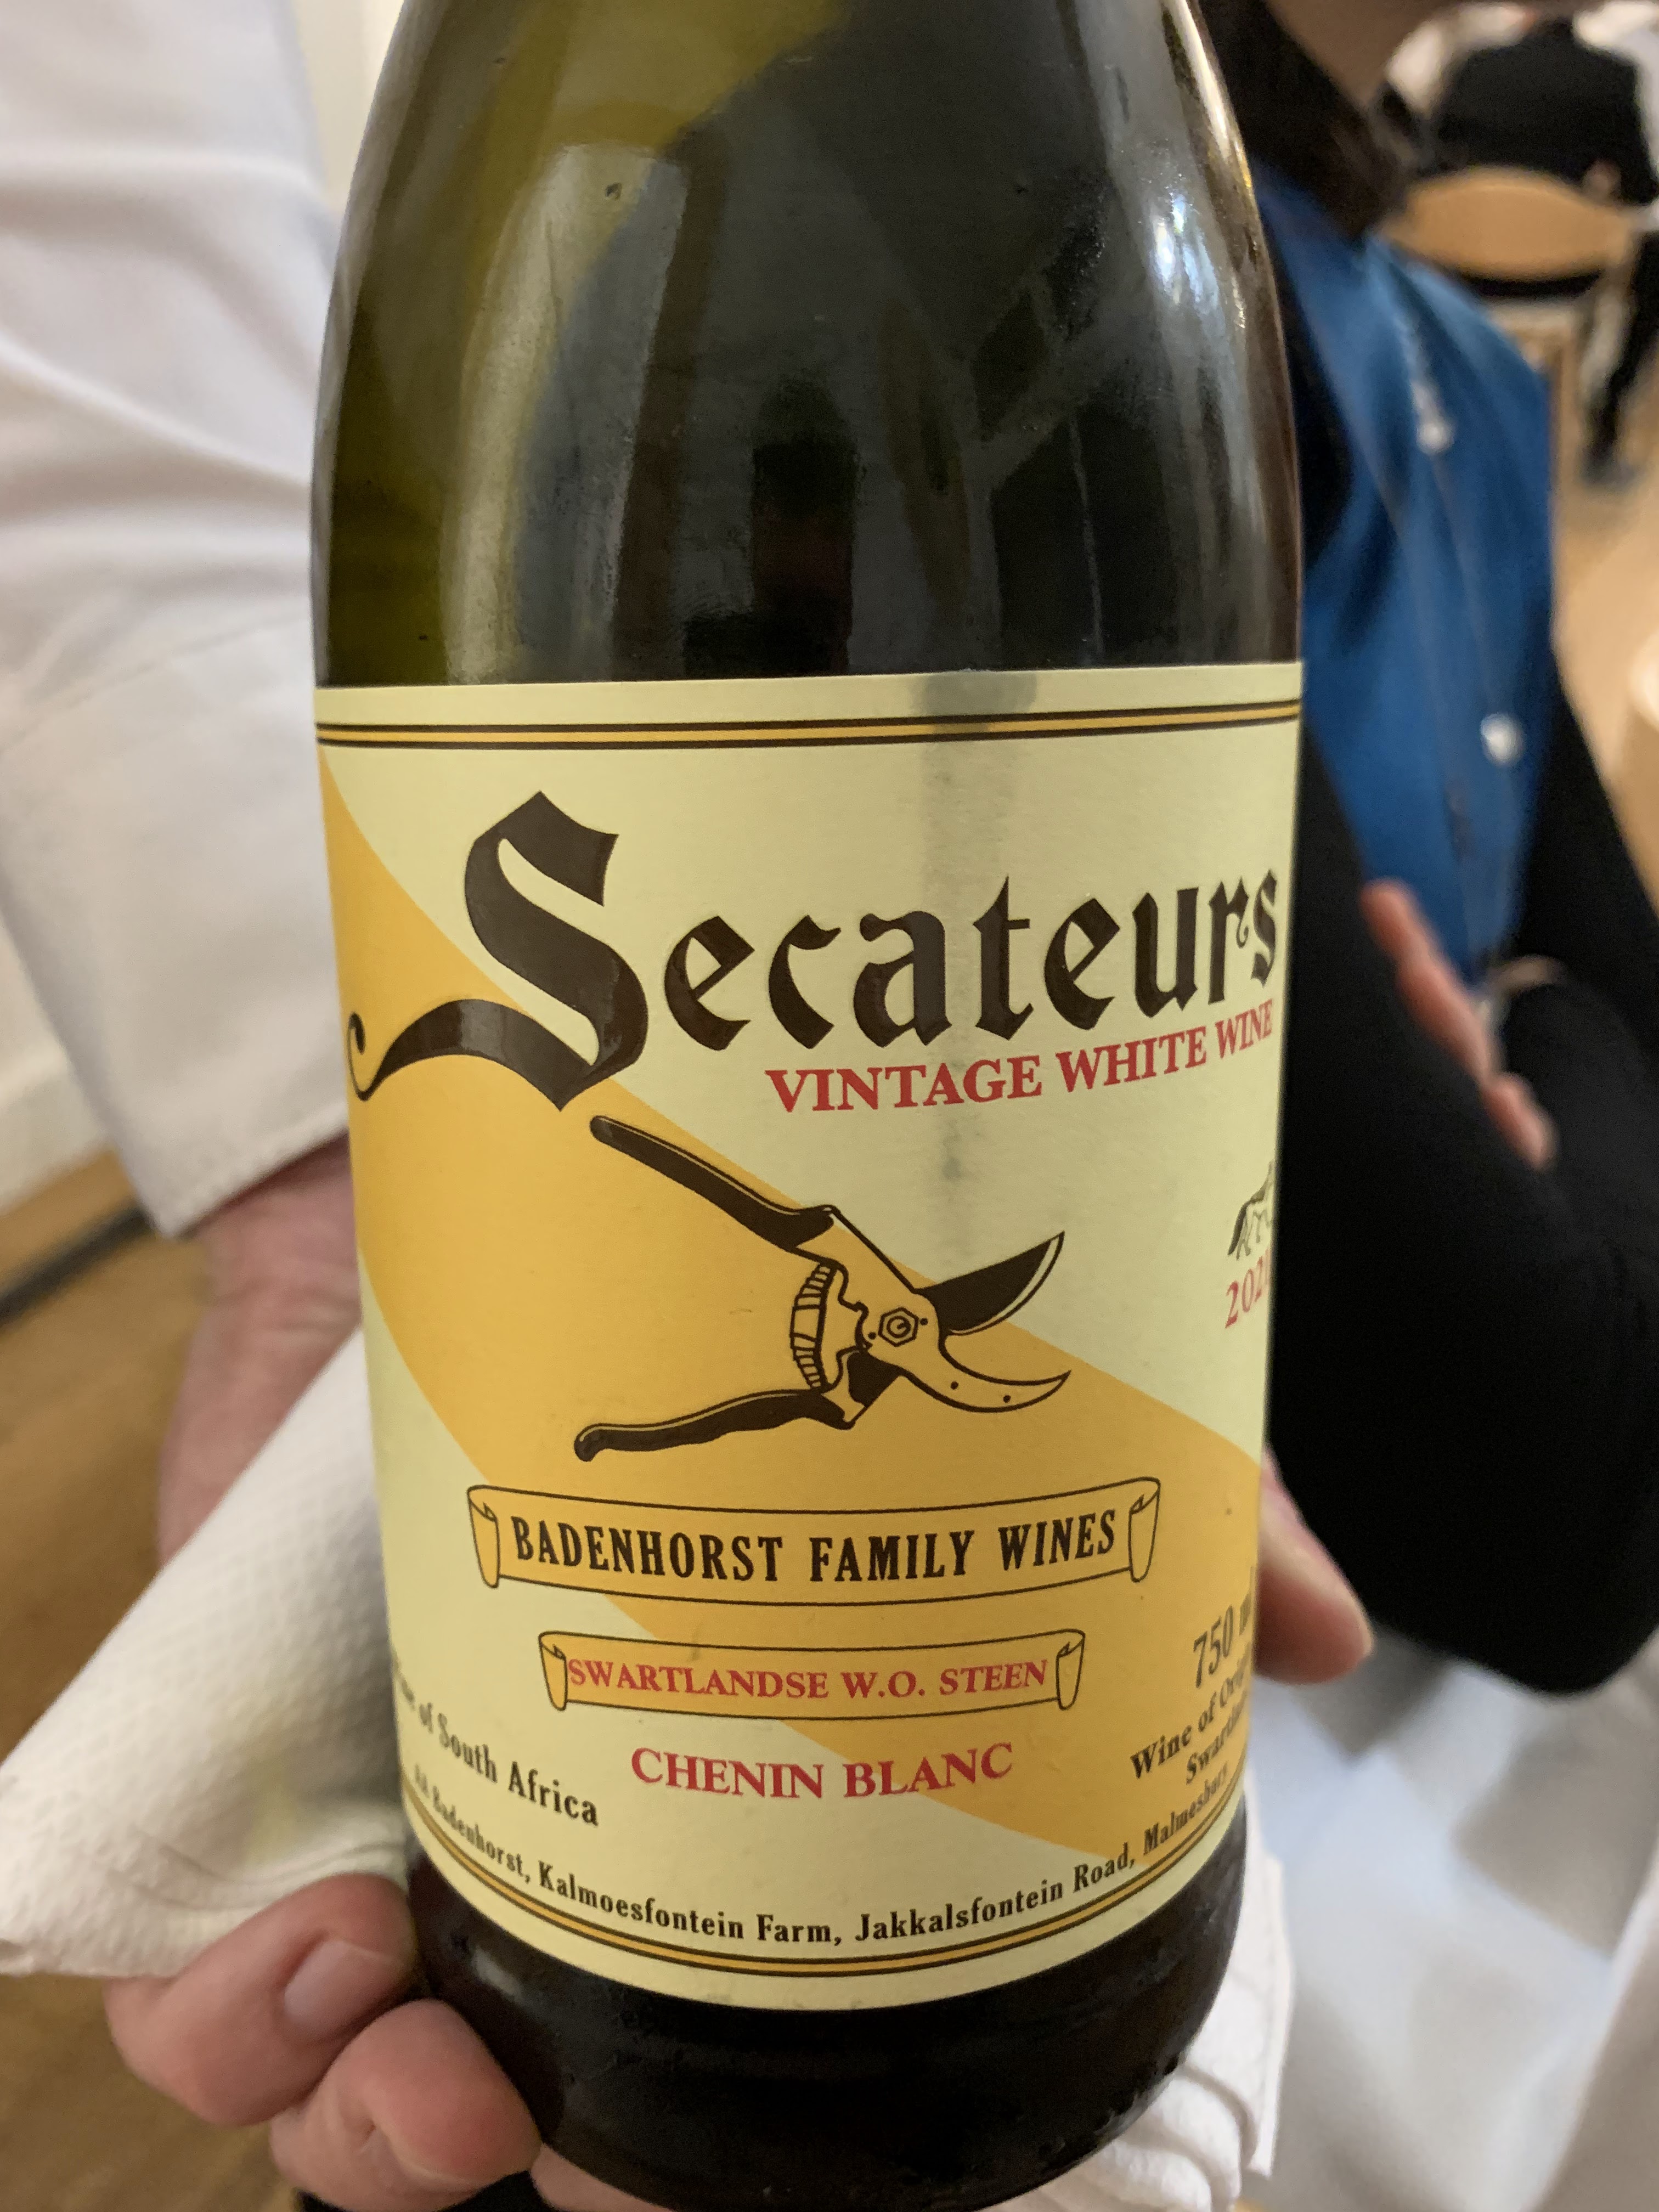 Secateurs
VINTAGE WHITE WINE
BADENHORST FAMILY WINES
SWARTLANDSE W.O. STEEN
CHENIN BLANC
of South Africa
750
Wine of
Badenhorst, Kalmoesfontein Farm, Jakkalsfontein Road, Malmesbury